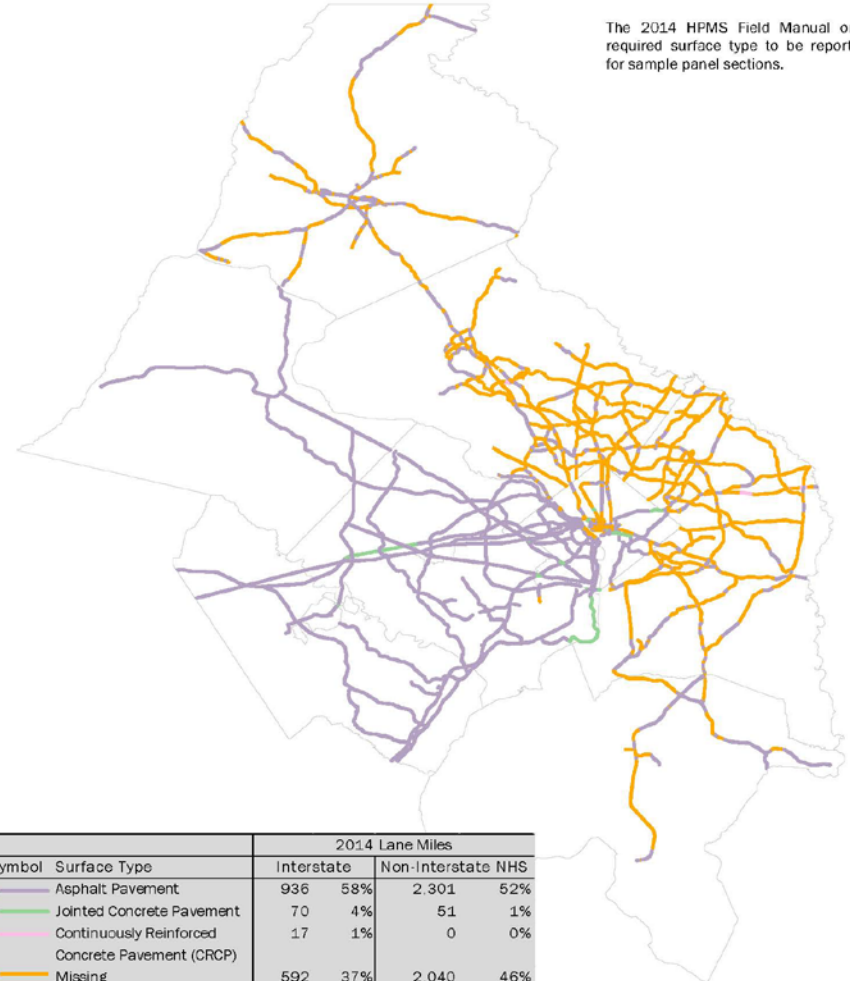 The 2014 HPMS Field Manual
required surface type to be
for sample panel sections.
2014 Lane Miles
Surface Type Interstate Non-Interstate NHS
Asphalt Pavement 936 58% 2,301 52%
Jointed Concrete Pavement 70 4% 51 1%
Continuously Reinforced 17 1% 0 0%
Concrete Pavement (CRCP)
Missing 592 37% 2,040 46%